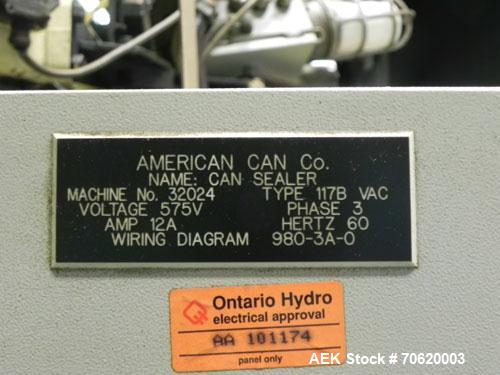 AMERICAN CAN Co.
NAME: CAN SEALER
MACHINE No. 32024 TYPE 117B VAC
VOLTAGE 575V PHASE 3
AMP 12A HERTZ 60
WIRING DIAGRAM 980-3A-0
Ontario Hydro
electrical approval
AA 101174
panel only
AEK Stock # 70620003